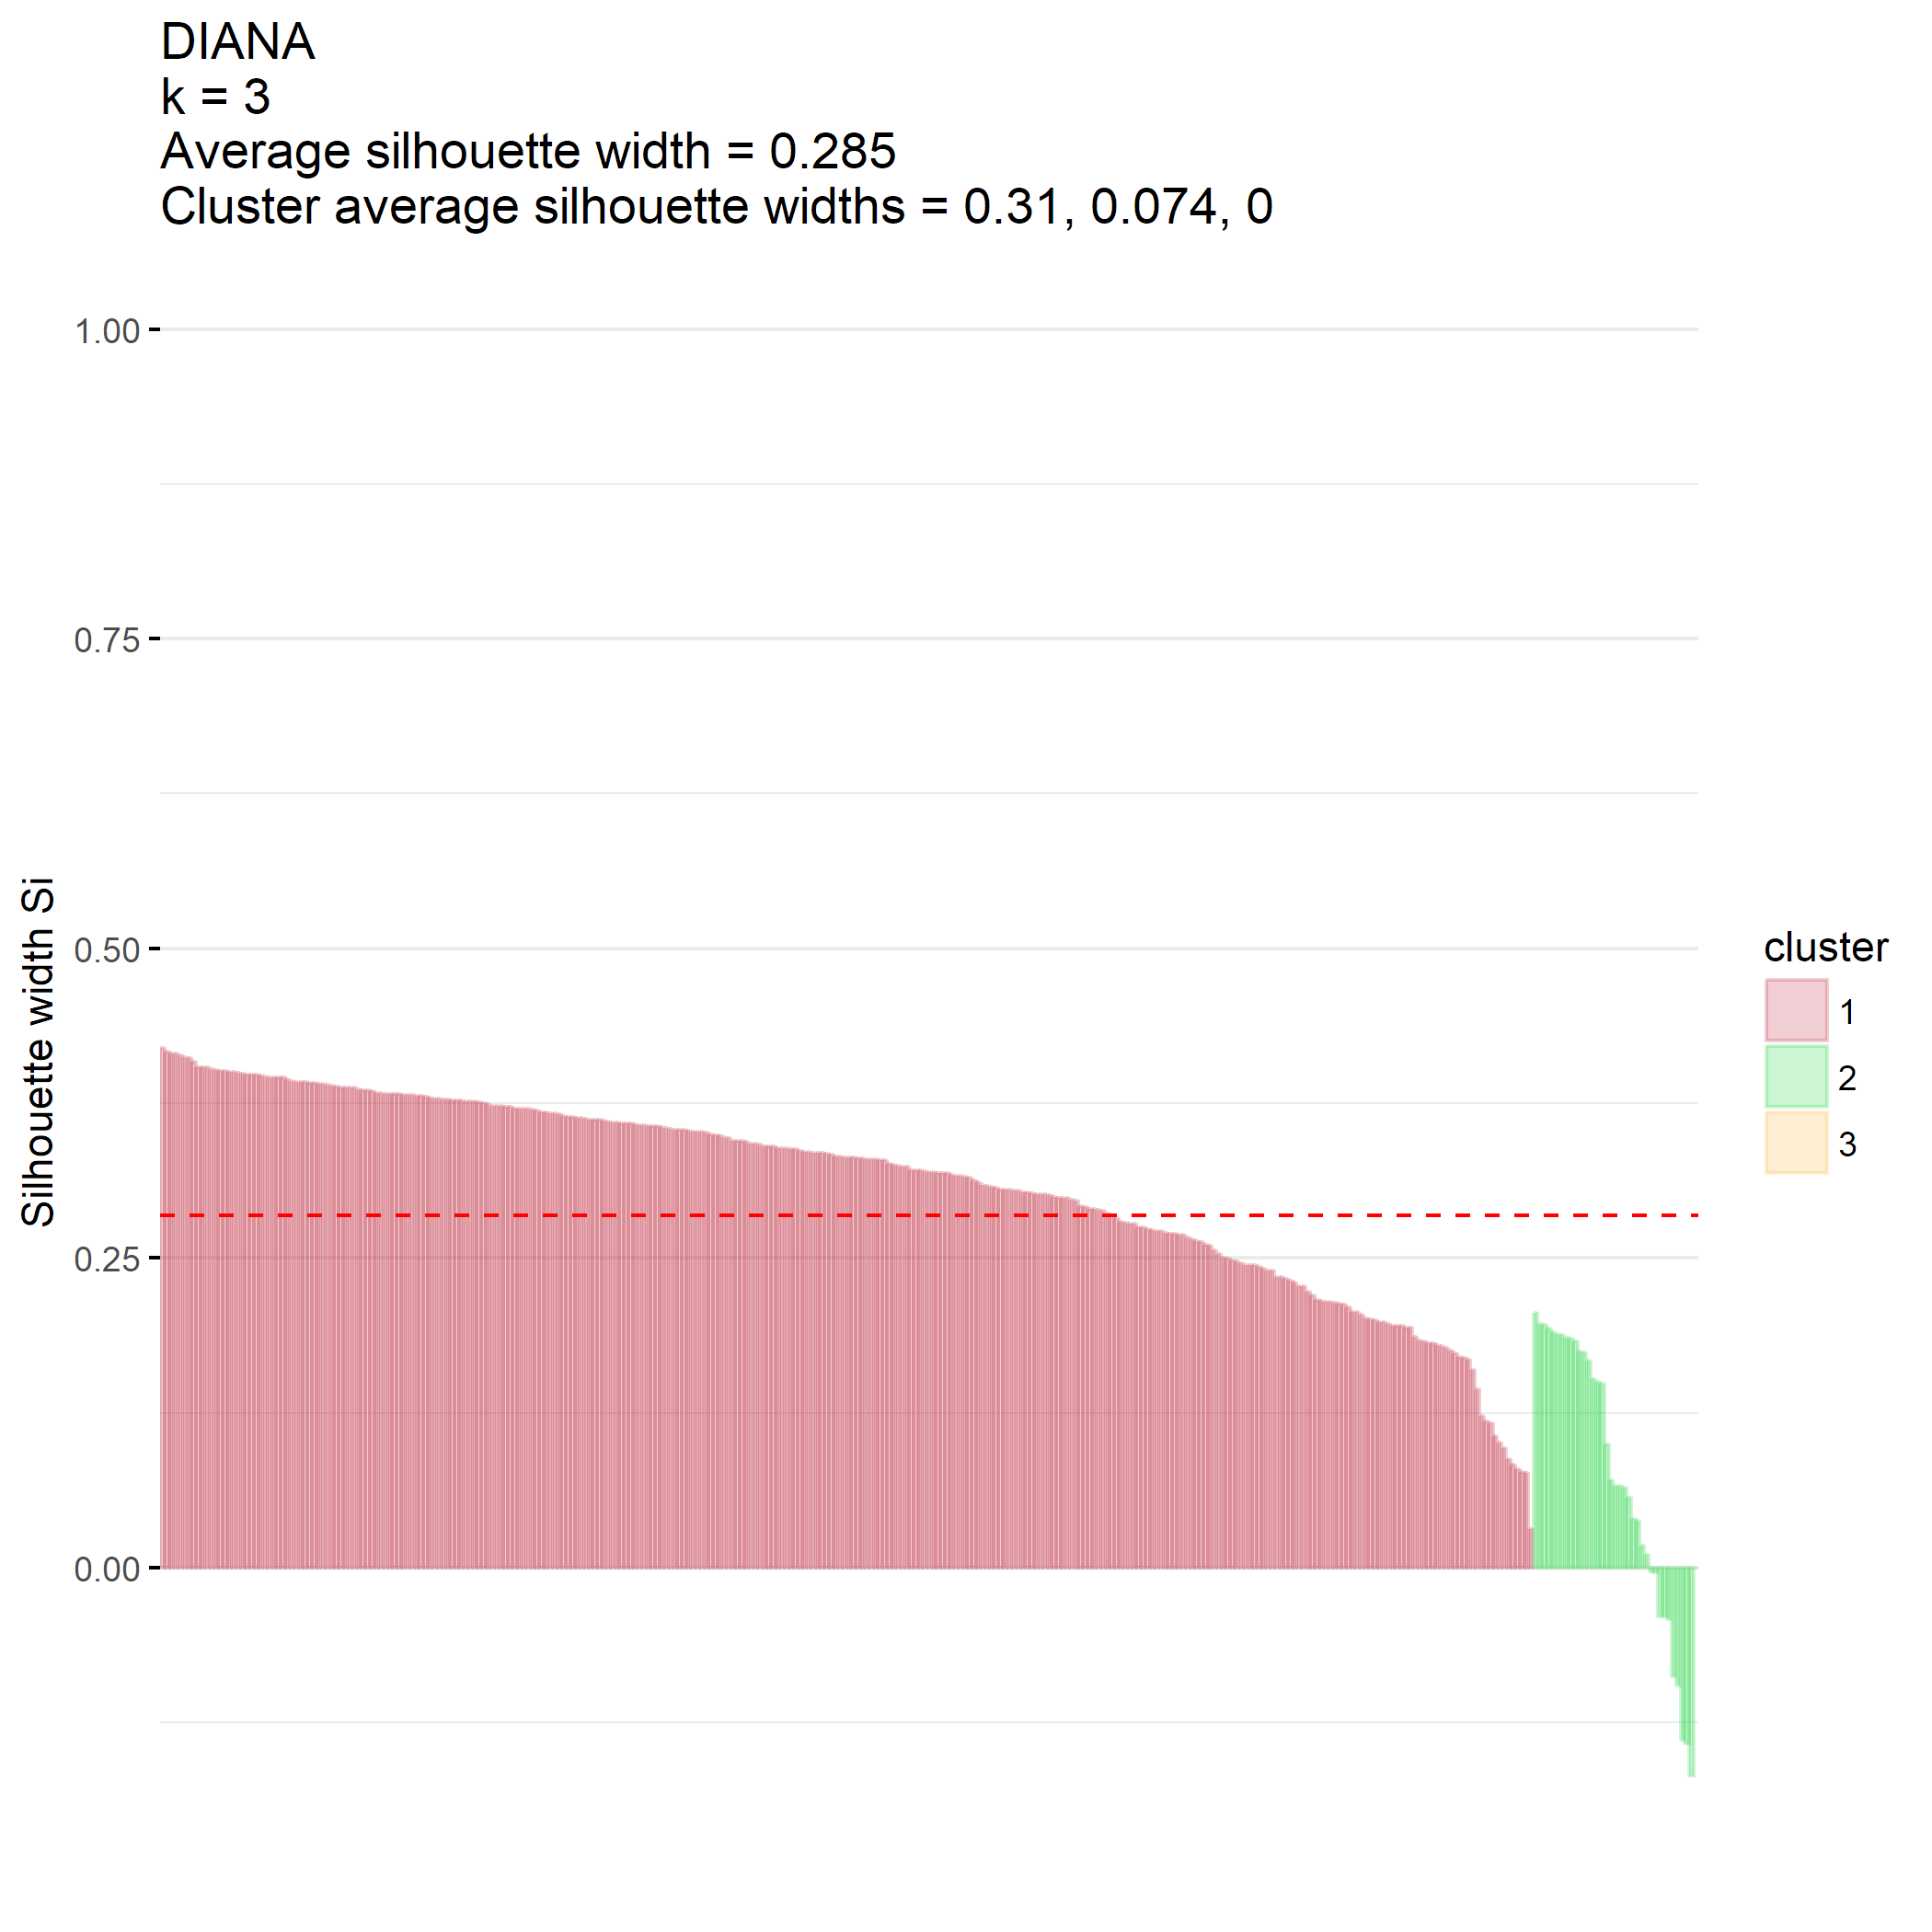 DIANA
k = 3
Average silhouette width = 0.285
Cluster average silhouette widths = 0.31, 0.074, 0
1.00
0.75
0.50
0.25
0.00
Silhouette width Si
cluster
1
2
3